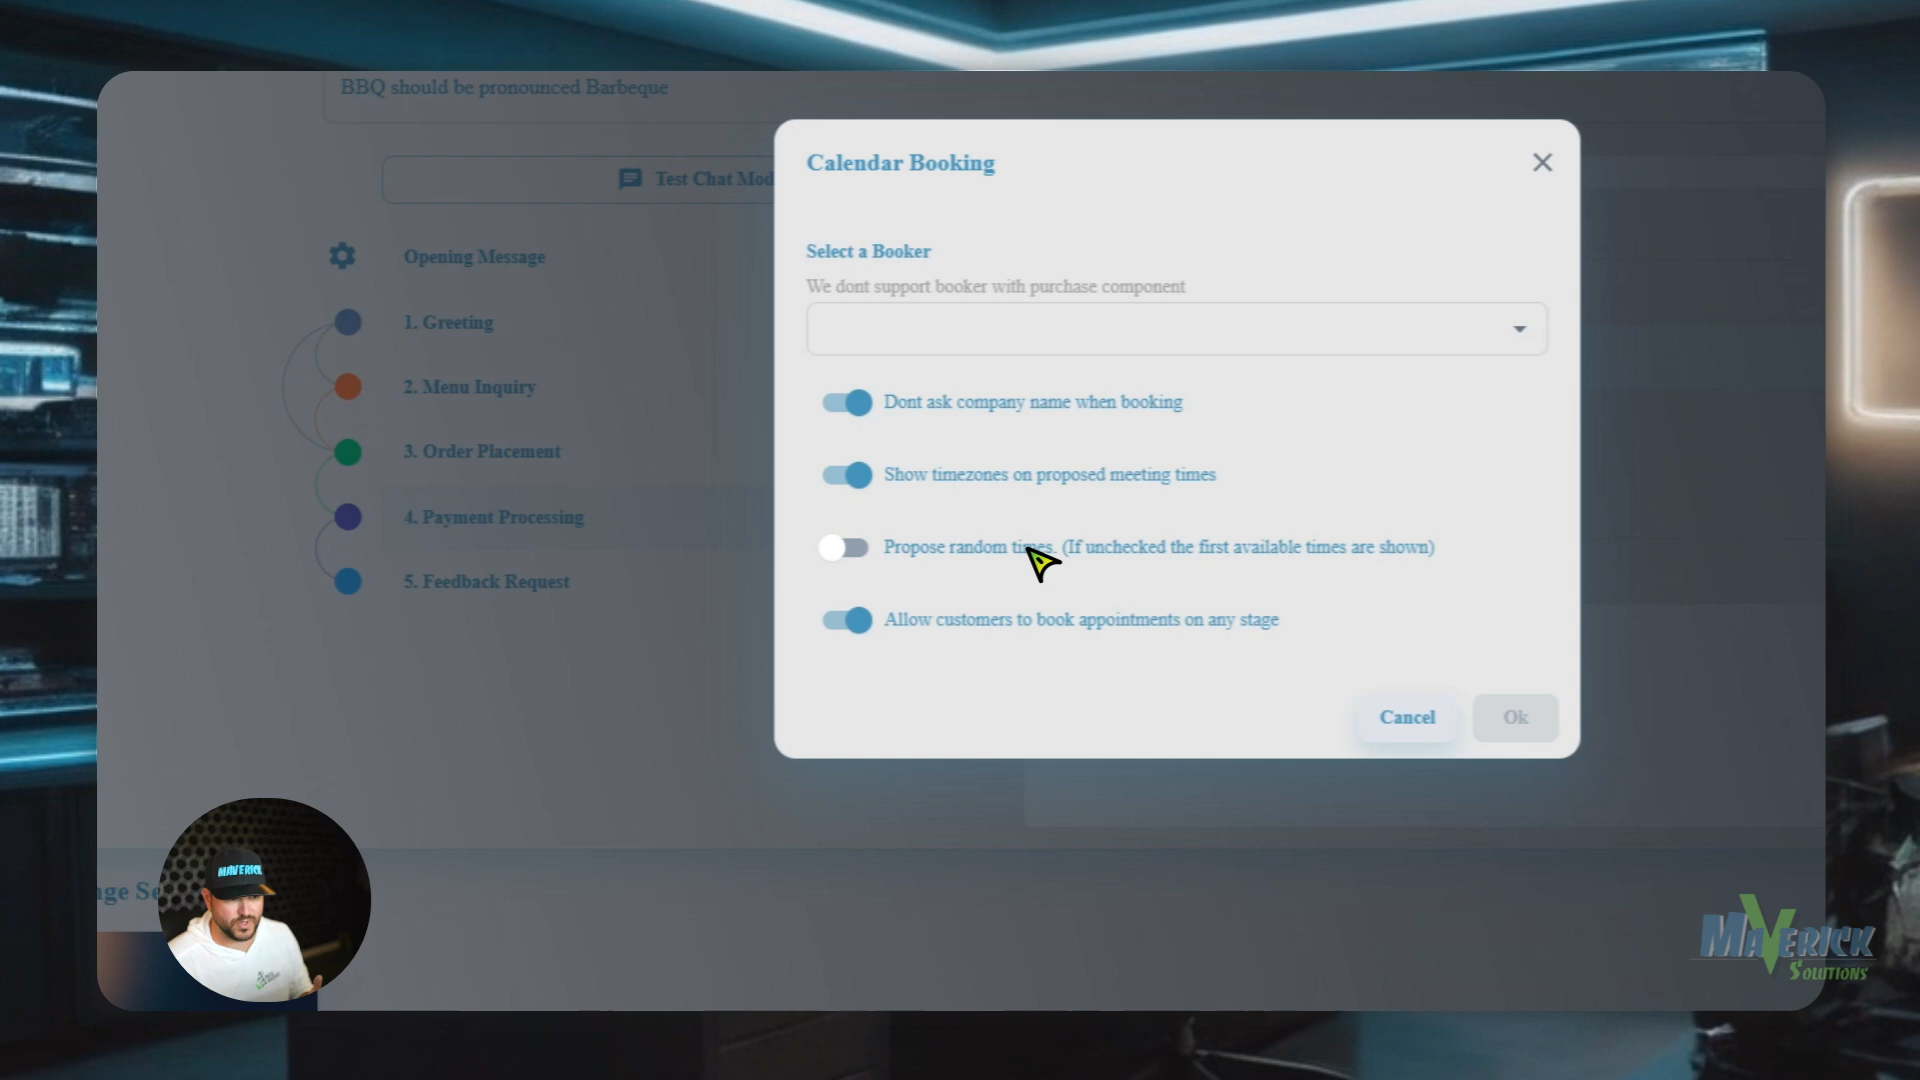 BBQ should be pronounced Barbeque
Test Chat Mod
Opening Message
1. Greeting
2. Menu Inquiry
3. Order Placement
4. Payment Processing
5. Feedback Request
Calendar Booking
Select a Booker
We dont support booker with purchase component
Dont ask company name when booking
Show timezones on proposed meeting times
Propose random times. (If unchecked the first available times are shown)
Allow customers to book appointments on any stage
Cancel
Ok
nge Se
MAVERICK
MAVERICK
SOLUTIONS